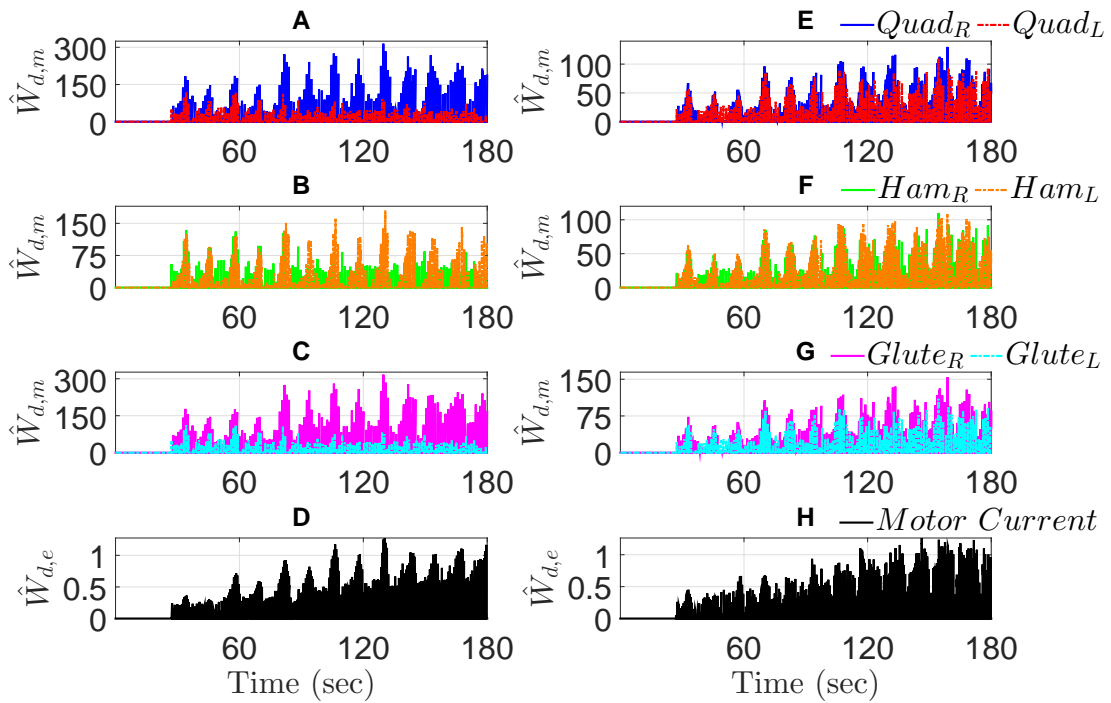 A
E
Quad_R Quad_L
Ŵ_{d,m}
300
150
0
60 120 180
Ŵ_{d,m}
100
50
0
60 120 180
B
F
Ham_R Ham_L
Ŵ_{d,m}
150
75
0
60 120 180
Ŵ_{d,m}
100
50
0
60 120 180
C
G
Glute_R Glute_L
Ŵ_{d,m}
300
150
0
60 120 180
Ŵ_{d,m}
150
75
0
60 120 180
D
H
Motor Current
Ŵ_{d,e}
1
0.5
0
60 120 180
Time (sec)
Ŵ_{d,e}
1
0.5
0
60 120 180
Time (sec)